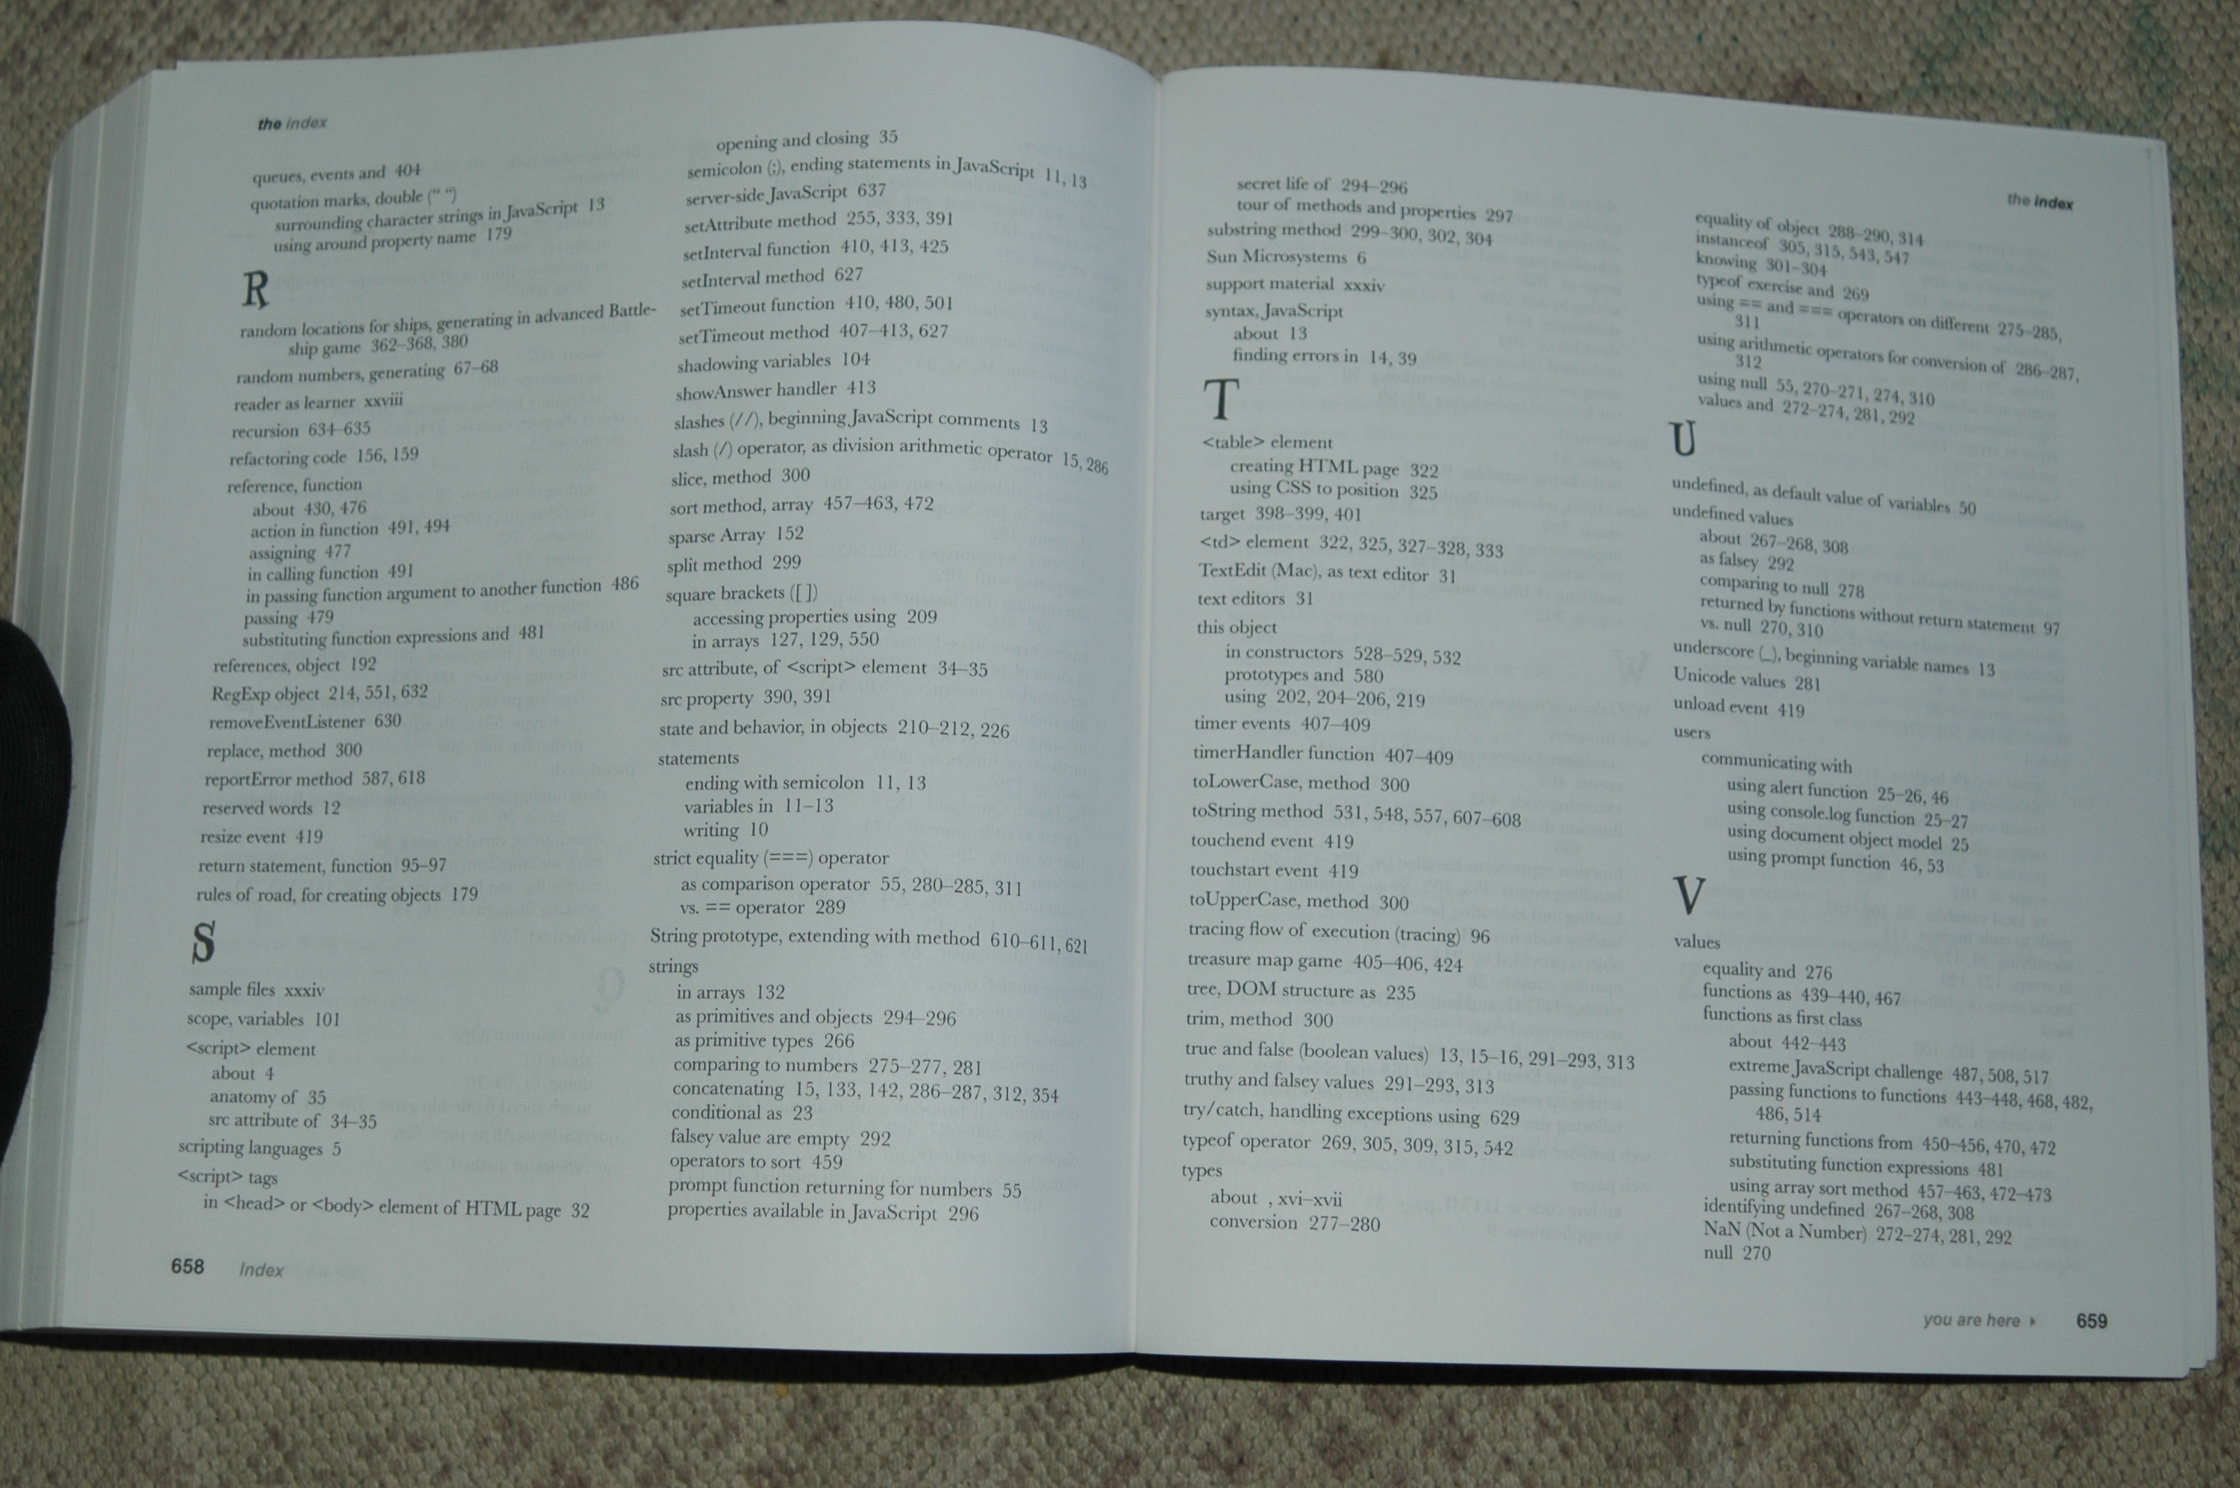 the index
queues, events and 404
quotation marks, double (“ ”)
surrounding character strings in JavaScript 13
using around property name 179
R
random locations for ships, generating in advanced Battle-
ship game 362–368, 380
random numbers, generating 67–68
reader as learner xxviii
recursion 634–635
refactoring code 156, 159
reference, function
about 430, 476
action in function 491, 494
assigning 477
in calling function 491
in passing function argument to another function 486
passing 479
substituting function expressions and 481
references, object 192
RegExp object 214, 551, 632
removeEventListener 630
replace, method 300
reportError method 587, 618
reserved words 12
resize event 419
return statement, function 95–97
rules of road, for creating objects 179
S
sample files xxxiv
scope, variables 101
<script> element
about 4
anatomy of 35
src attribute of 34–35
scripting languages 5
<script> tags
in <head> or <body> element of HTML page 32
opening and closing 35
semicolon (;), ending statements in JavaScript 11, 13
server-side JavaScript 637
setAttribute method 255, 333, 391
setInterval function 410, 413, 425
setInterval method 627
setTimeout function 410, 480, 501
setTimeout method 407–413, 627
shadowing variables 104
showAnswer handler 413
slashes (//), beginning JavaScript comments 13
slash (/) operator, as division arithmetic operator 15, 286
slice, method 300
sort method, array 457–463, 472
sparse Array 152
split method 299
square brackets ([])
accessing properties using 209
in arrays 127, 129, 550
src attribute, of <script> element 34–35
src property 390, 391
state and behavior, in objects 210–212, 226
statements
ending with semicolon 11, 13
variables in 11–13
writing 10
strict equality (===) operator
as comparison operator 55, 280–285, 311
vs. == operator 289
String prototype, extending with method 610–611, 621
strings
in arrays 132
as primitives and objects 294–296
as primitive types 266
comparing to numbers 275–277, 281
concatenating 15, 133, 142, 286–287, 312, 354
conditional as 23
falsey value are empty 292
operators to sort 459
prompt function returning for numbers 55
properties available in JavaScript 296
658 Index
the index
secret life of 294–296
tour of methods and properties 297
substring method 299–300, 302, 304
Sun Microsystems 6
support material xxxiv
syntax, JavaScript
about 13
finding errors in 14, 39
T
<table> element
creating HTML page 322
using CSS to position 325
target 398–399, 401
<td> element 322, 325, 327–328, 333
TextEdit (Mac), as text editor 31
text editors 31
this object
in constructors 528–529, 532
prototypes and 580
using 202, 204–206, 219
timer events 407–409
timerHandler function 407–409
toLowerCase, method 300
toString method 531, 548, 557, 607–608
touchend event 419
touchstart event 419
toUpperCase, method 300
tracing flow of execution (tracing) 96
treasure map game 405–406, 424
tree, DOM structure as 235
trim, method 300
true and false (boolean values) 13, 15–16, 291–293, 313
truthy and falsey values 291–293, 313
try/catch, handling exceptions using 629
typeof operator 269, 305, 309, 315, 542
types
about , xvi–xvii
conversion 277–280
equality of object 288–290, 314
instanceof 305, 315, 543, 547
knowing 301–304
typeof exercise and 269
using == and === operators on different 275–285,
311
using arithmetic operators for conversion of 286–287,
312
using null 55, 270–271, 274, 310
values and 272–274, 281, 292
U
undefined, as default value of variables 50
undefined values
about 267–268, 308
as falsey 292
comparing to null 278
returned by functions without return statement 97
vs. null 270, 310
underscore (_), beginning variable names 13
Unicode values 281
unload event 419
users
communicating with
using alert function 25–26, 46
using console.log function 25–27
using document object model 25
using prompt function 46, 53
V
values
equality and 276
functions as 439–440, 467
functions as first class
about 442–443
extreme JavaScript challenge 487, 508, 517
passing functions to functions 443–448, 468, 482,
486, 514
returning functions from 450–456, 470, 472
substituting function expressions 481
using array sort method 457–463, 472–473
identifying undefined 267–268, 308
NaN (Not a Number) 272–274, 281, 292
null 270
you are here ▸ 659